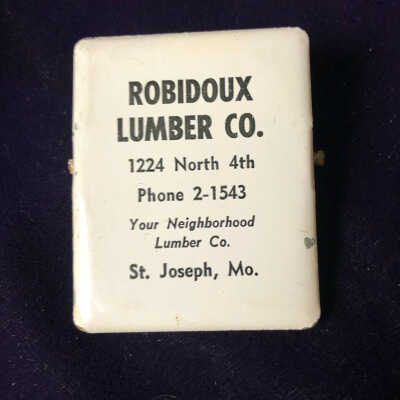 ROBIDOUX
LUMBER CO.
1224 North 4th
Phone 2-1543
Your Neighborhood
Lumber Co.
St. Joseph, Mo.